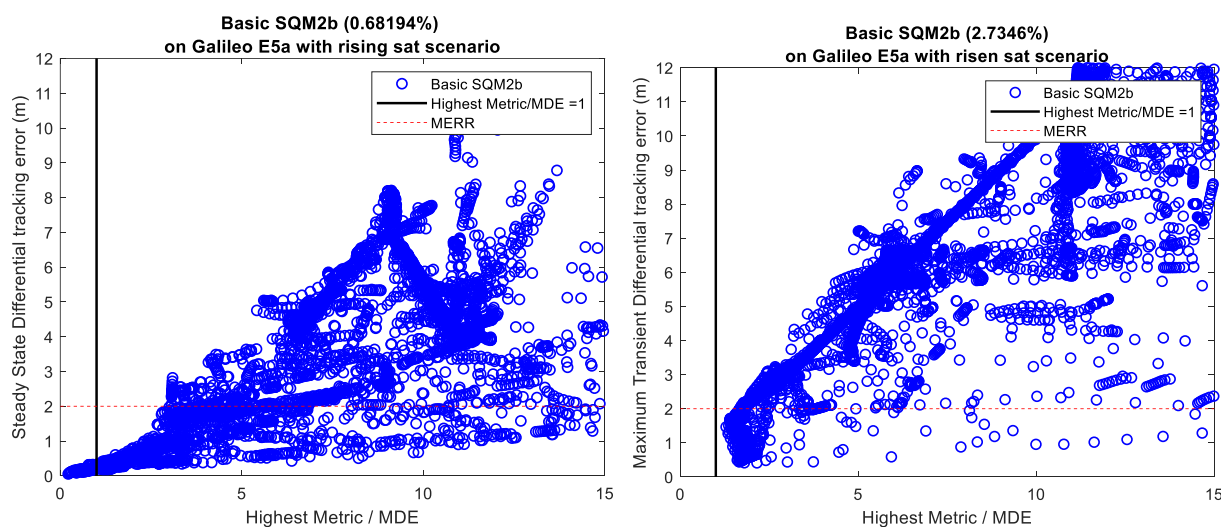 Basic SQM2b (0.68194%)
on Galileo E5a with rising sat scenario
12
11
10
9
8
7
6
5
4
3
2
1
0
Steady State Differential tracking error (m)
Basic SQM2b
Highest Metric/MDE =1
MERR
0
5
10
15
Highest Metric / MDE
Basic SQM2b (2.7346%)
on Galileo E5a with risen sat scenario
12
11
10
9
8
7
6
5
4
3
2
1
0
Maximum Transient Differential tracking error (m)
Basic SQM2b
Highest Metric/MDE =1
MERR
0
5
10
15
Highest Metric / MDE